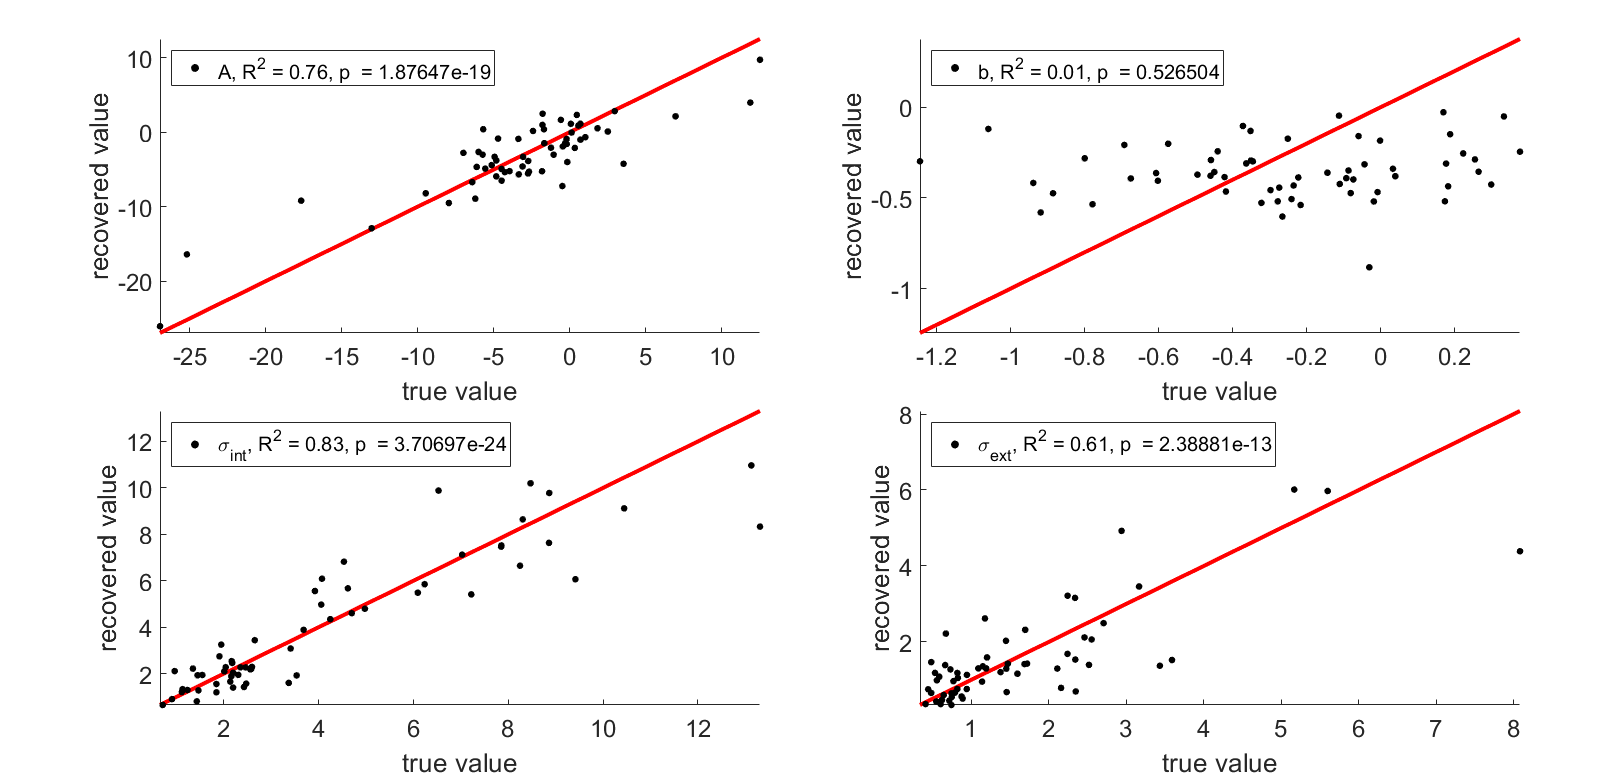 A, R2 = 0.76, p = 1.87647e-19
10
0
-10
-20
recovered value
-25 -20 -15 -10 -5 0 5 10
true value
b, R2 = 0.01, p = 0.526504
0
-0.5
-1
recovered value
-1.2 -1 -0.8 -0.6 -0.4 -0.2 0 0.2
true value
σint, R2 = 0.83, p = 3.70697e-24
12
10
8
6
4
2
recovered value
2 4 6 8 10 12
true value
σext, R2 = 0.61, p = 2.38881e-13
8
6
4
2
recovered value
1 2 3 4 5 6 7 8
true value